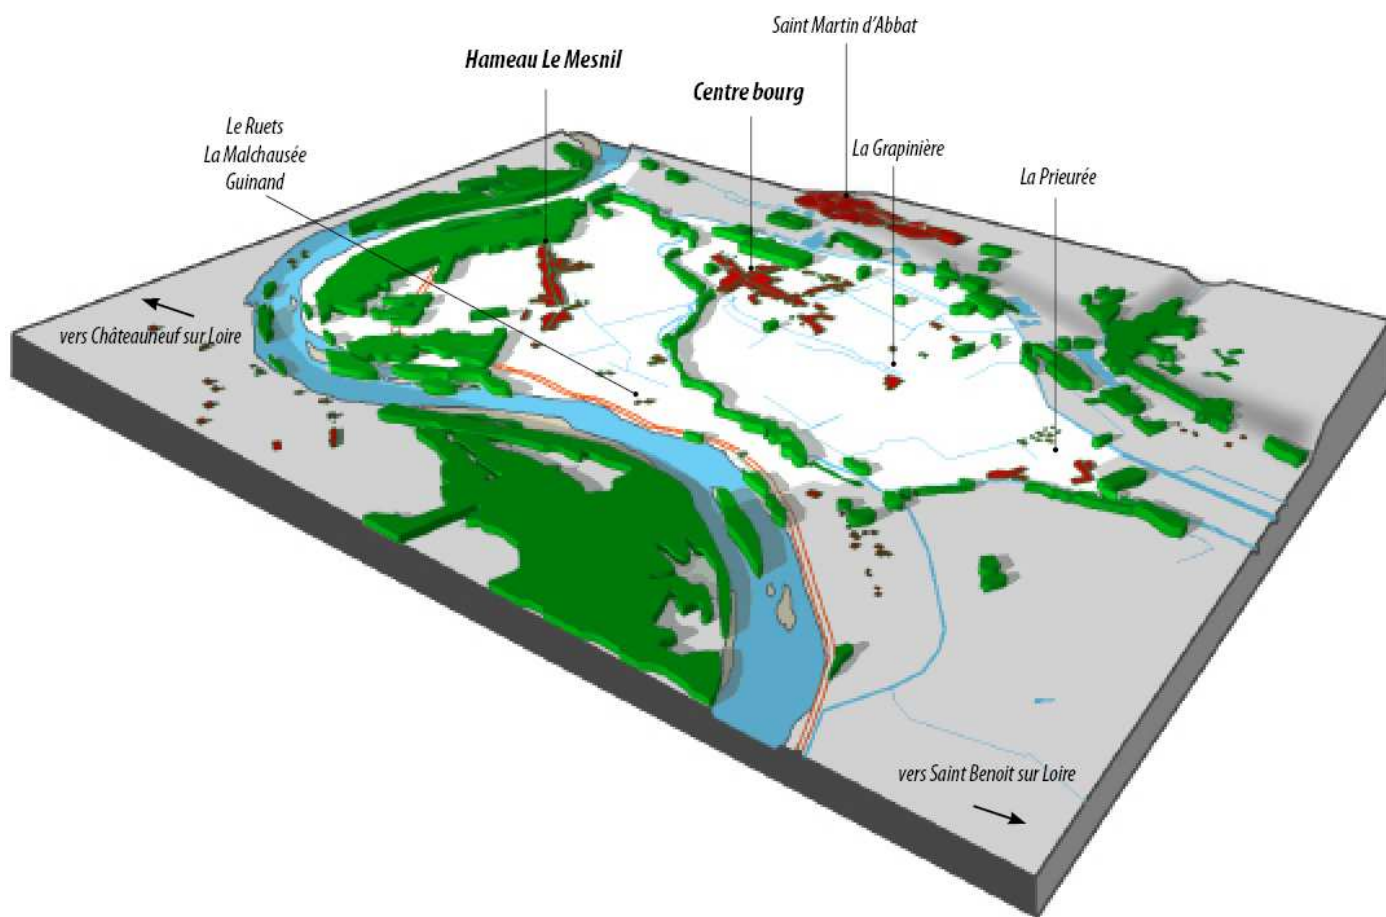 Saint Martin d'Abbat
Hameau Le Mesnil
Centre bourg
Le Ruets
La Malchausée
Guinand
La Grapinière
La Prieurée
vers Châteauneuf sur Loire
vers Saint Benoit sur Loire